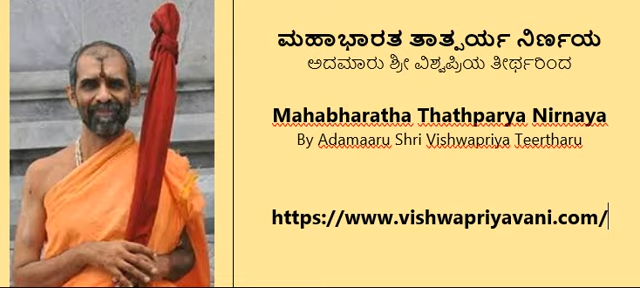 ಮಹಾಭಾರತ ತಾತ್ಪರ್ಯ ನಿರ್ಣಯ
ಅದಮಾರು ಶ್ರೀ ವಿಶ್ವಪ್ರಿಯ ತೀರ್ಥರಿಂದ
Mahabharatha Thathparya Nirnaya
By Adamaaru Shri Vishwapriya Teertharu
https://www.vishwapriyavani.com/